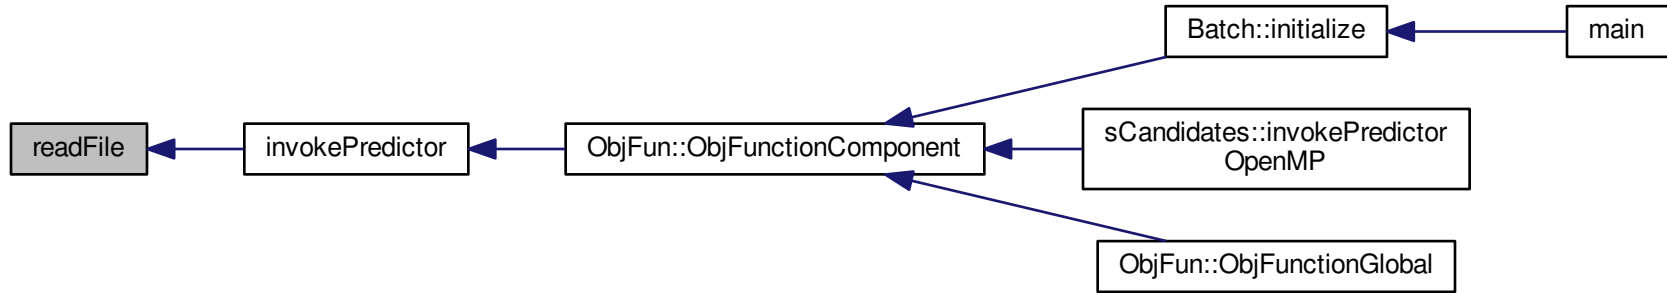 Batch::initialize
main
readFile
invokePredictor
ObjFun::ObjFunctionComponent
sCandidates::invokePredictor
OpenMP
ObjFun::ObjFunctionGlobal